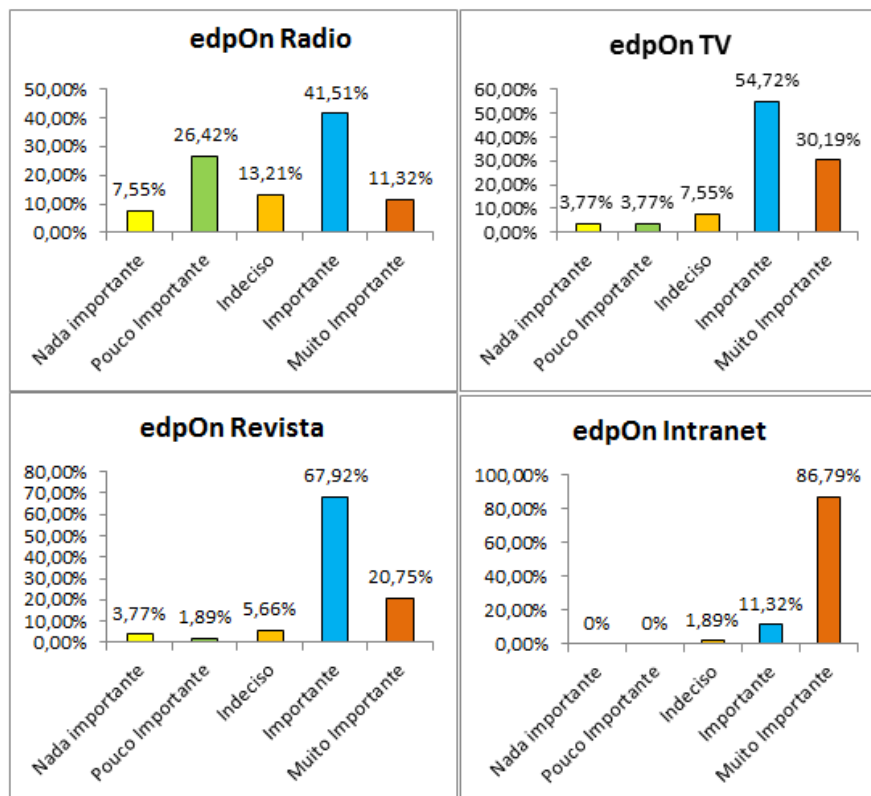 edpOn Radio
50,00%
40,00%
30,00%
20,00%
10,00%
0,00%
7,55%
26,42%
13,21%
41,51%
11,32%
Nada importante
Pouco Importante
Indeciso
Importante
Muito Importante
edpOn TV
60,00%
50,00%
40,00%
30,00%
20,00%
10,00%
0,00%
3,77%
3,77%
7,55%
54,72%
30,19%
Nada importante
Pouco Importante
Indeciso
Importante
Muito Importante
edpOn Revista
80,00%
70,00%
60,00%
50,00%
40,00%
30,00%
20,00%
10,00%
0,00%
3,77%
1,89%
5,66%
67,92%
20,75%
Nada importante
Pouco Importante
Indeciso
Importante
Muito Importante
edpOn Intranet
100,00%
80,00%
60,00%
40,00%
20,00%
0,00%
0%
0%
1,89%
11,32%
86,79%
Nada importante
Pouco Importante
Indeciso
Importante
Muito Importante